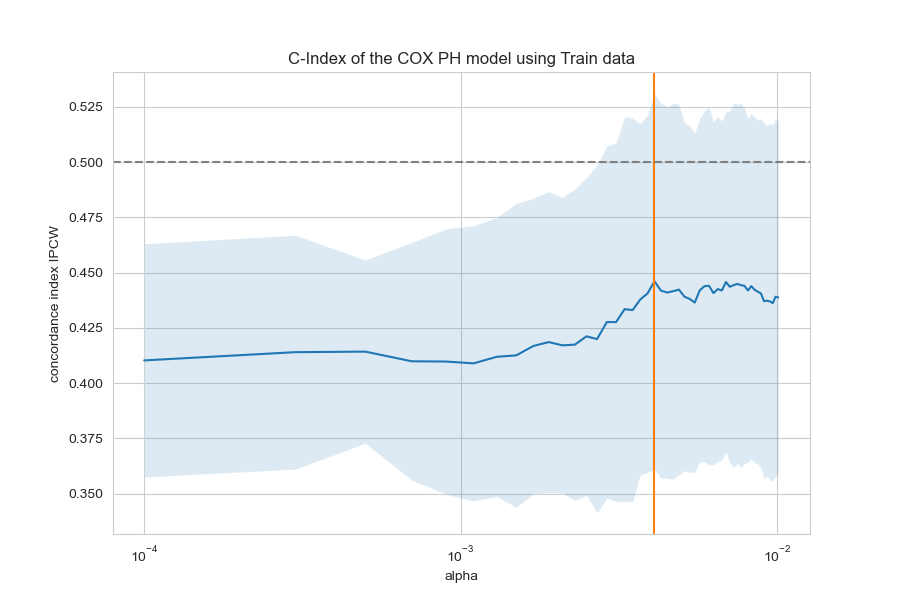 C-Index of the COX PH model using Train data
concordance index IPCW
0.525
0.500
0.475
0.450
0.425
0.400
0.375
0.350
10⁻⁴ 10⁻³ 10⁻²
alpha